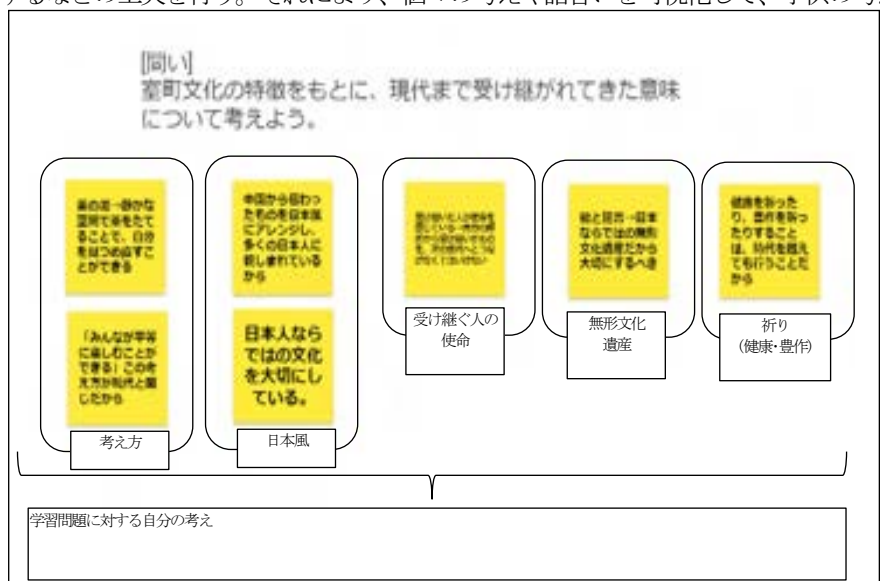 するなどの工夫を行う。それにより、個々の考えや話合いを可視化して、子供の考
[問い]
室町文化の特徴をもとに、現代まで受け継がれてきた意味
について考えよう。
茶の湯→静かな
空間で茶をたて
ることで、自分
を見つめ直すこ
とができる
「みんなが平等
に楽しむことが
できる」この考
え方が現代と同
じだから
考え方
中国から伝わっ
たものを日本風
にアレンジし、
多くの日本人に
親しまれている
から
日本人なら
ではの文化
を大切にし
ている。
日本風
受け継ぐ人の
使命
能と狂言→日本
ならではの無形
文化遺産だから
大切にするべき
無形文化
遺産
健康を祈った
り、豊作を祈っ
たりすること
は、時代を超え
ても行うことだ
から
祈り
(健康・豊作)
学習問題に対する自分の考え